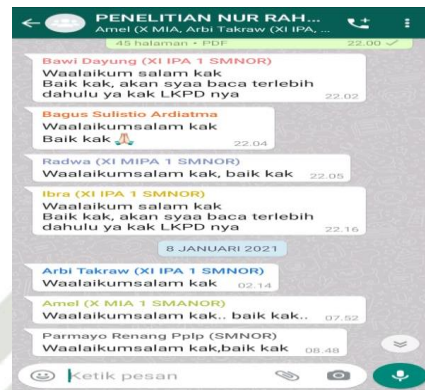 PENELITIAN NUR RAH...
Amel (X MIA, Arbi Takraw (XI IPA, ...
45 halaman • PDF
22.00
Bawi Dayung (XI IPA 1 SMNOR)
Waalaikum salam kak
Baik kak, akan syaa baca terlebih
dahulu ya kak LKPD nya
22.02
Bagus Sulistio Ardiatma
Waalaikumsalam kak
Baik kak 🙏
22.04
Radwa (XI MIPA 1 SMNOR)
Waalaikumsalam kak, baik kak
22.05
Ibra (XI IPA 1 SMNOR)
Waalaikum salam kak
Baik kak, akan syaa baca terlebih
dahulu ya kak LKPD nya
22.16
8 JANUARI 2021
Arbi Takraw (XI IPA 1 SMNOR)
Waalaikumsalam kak
02.14
Amel (X MIA 1 SMANOR)
Waalaikumsalam kak.. baik kak..
07.52
Parmayo Renang Pplp (SMNOR)
Waalaikumsalam kak,baik kak
08.48
Ketik pesan